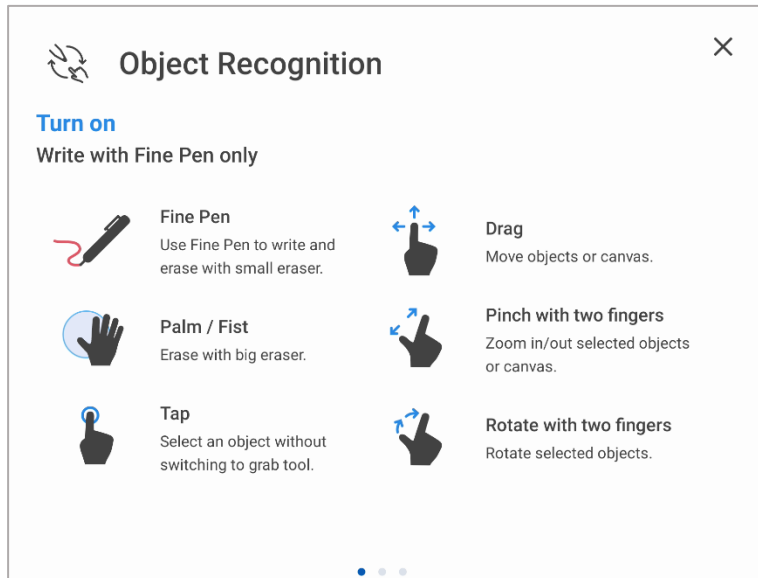 Object Recognition
Turn on
Write with Fine Pen only
Fine Pen
Use Fine Pen to write and
erase with small eraser.
Palm / Fist
Erase with big eraser.
Tap
Select an object without
switching to grab tool.
Drag
Move objects or canvas.
Pinch with two fingers
Zoom in/out selected objects
or canvas.
Rotate with two fingers
Rotate selected objects.